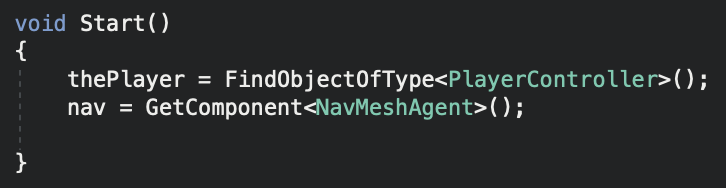 void Start()
{
    thePlayer = FindObjectOfType<PlayerController>();
    nav = GetComponent<NavMeshAgent>();
}